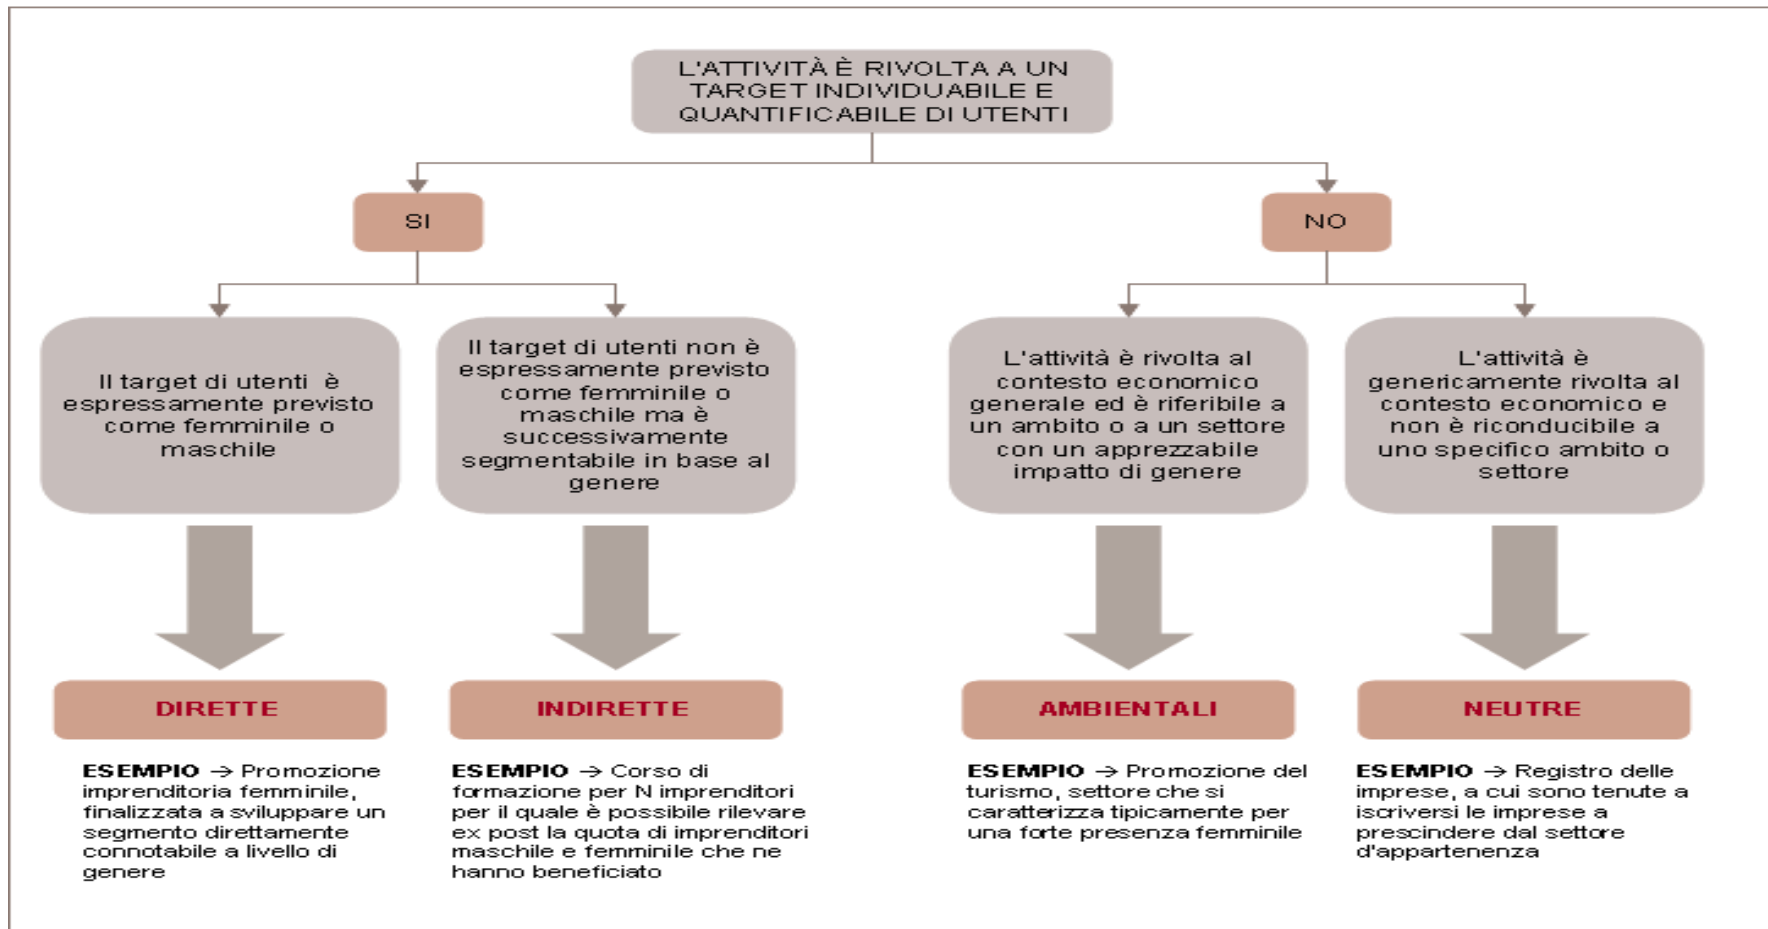 L'ATTIVITÀ È RIVOLTA A UN
TARGET INDIVIDUABILE E
QUANTIFICABILE DI UTENTI
SI
NO
Il target di utenti è
espressamente previsto
come femminile o
maschile
Il target di utenti non è
espressamente previsto
come femminile o
maschile ma è
successivamente
segmentabile in base al
genere
L'attività è rivolta al
contesto economico
generale ed è riferibile a
un ambito o a un settore
con un apprezzabile
impatto di genere
L'attività è
genericamente rivolta al
contesto economico e
non è riconducibile a
uno specifico ambito o
settore
DIRETTE
INDIRETTE
AMBIENTALI
NEUTRE
ESEMPIO → Promozione
imprenditoria femminile,
finalizzata a sviluppare un
segmento direttamente
connotabile a livello di
genere
ESEMPIO → Corso di
formazione per N imprenditori
per il quale è possibile rilevare
ex post la quota di imprenditori
maschile e femminile che ne
hanno beneficiato
ESEMPIO → Promozione del
turismo, settore che si
caratterizza tipicamente per
una forte presenza femminile
ESEMPIO → Registro delle
imprese, a cui sono tenute a
iscriversi le imprese a
prescindere dal settore
d'appartenenza